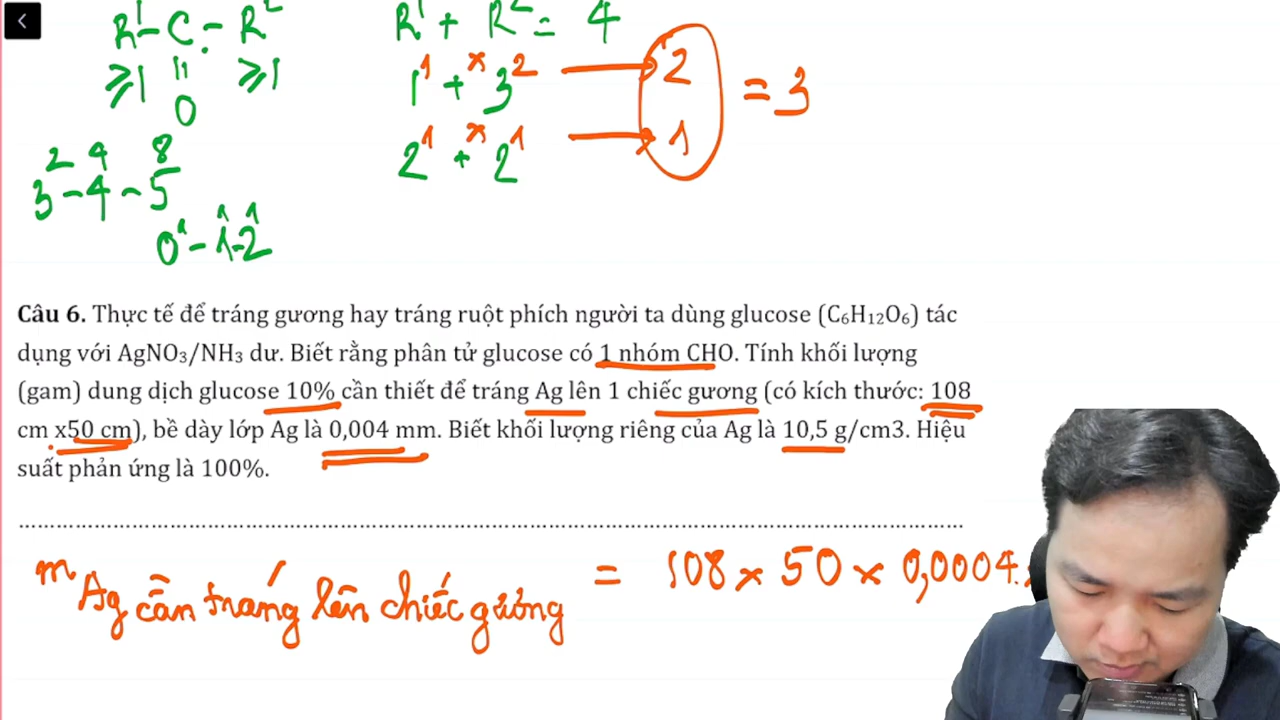 R¹ – C – R²
R¹ + R² = 4
≥1 || ≥1
O
1¹ + 3² → 2
= 3
2¹ + 2¹ → 1
2 4 8
3 – 4 – 5
0¹ – 1¹ – 2¹
Câu 6. Thực tế để tráng gương hay tráng ruột phích người ta dùng glucose (C₆H₁₂O₆) tác
dụng với AgNO₃/NH₃ dư. Biết rằng phân tử glucose có 1 nhóm CHO. Tính khối lượng
(gam) dung dịch glucose 10% cần thiết để tráng Ag lên 1 chiếc gương (có kích thước: 108
cm x50 cm), bề dày lớp Ag là 0,004 mm. Biết khối lượng riêng của Ag là 10,5 g/cm3. Hiệu
suất phản ứng là 100%.
m Ag cần tráng lên chiếc gương = 108 × 50 × 0,0004.